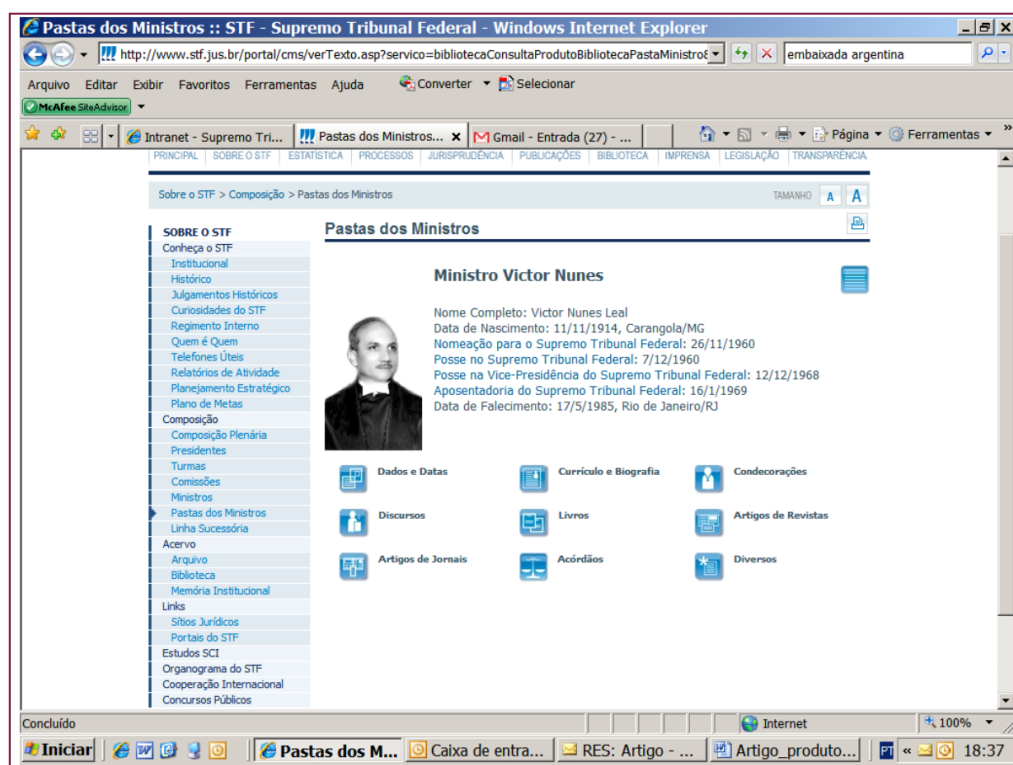 Pastas dos Ministros :: STF - Supremo Tribunal Federal - Windows Internet Explorer
http://www.stf.jus.br/portal/cms/verTexto.asp?servico=bibliotecaConsultaProdutoBibliotecaPastaMinistro&
embaixada argentina
Arquivo Editar Exibir Favoritos Ferramentas Ajuda Converter Selecionar
McAfee SiteAdvisor
Intranet - Supremo Tri... Pastas dos Ministros... Gmail - Entrada (27) - ... Página Ferramentas
PRINCIPAL SOBRE O STF ESTATÍSTICA PROCESSOS JURISPRUDÊNCIA PUBLICAÇÕES BIBLIOTECA IMPRENSA LEGISLAÇÃO TRANSPARÊNCIA
Sobre o STF > Composição > Pastas dos Ministros
TAMANHO A A
SOBRE O STF
Conheça o STF
Institucional
Histórico
Julgamentos Históricos
Curiosidades do STF
Regimento Interno
Quem é Quem
Telefones Úteis
Relatórios de Atividade
Planejamento Estratégico
Plano de Metas
Composição
Composição Plenária
Presidentes
Turmas
Comissões
Ministros
Pastas dos Ministros
Linha Sucessória
Acervo
Arquivo
Biblioteca
Memória Institucional
Links
Sítios Jurídicos
Portais do STF
Estudos SCI
Organograma do STF
Cooperação Internacional
Concursos Públicos
Pastas dos Ministros
Ministro Victor Nunes
Nome Completo: Victor Nunes Leal
Data de Nascimento: 11/11/1914, Carangola/MG
Nomeação para o Supremo Tribunal Federal: 26/11/1960
Posse no Supremo Tribunal Federal: 7/12/1960
Posse na Vice-Presidência do Supremo Tribunal Federal: 12/12/1968
Aposentadoria do Supremo Tribunal Federal: 16/1/1969
Data de Falecimento: 17/5/1985, Rio de Janeiro/RJ
Dados e Datas Currículo e Biografia Condecorações
Discursos Livros Artigos de Revistas
Artigos de Jornais Acórdãos Diversos
Concluído Internet 100%
Iniciar Pastas dos M... Caixa de entra... RES: Artigo - ... Artigo_produto... PT « 18:37